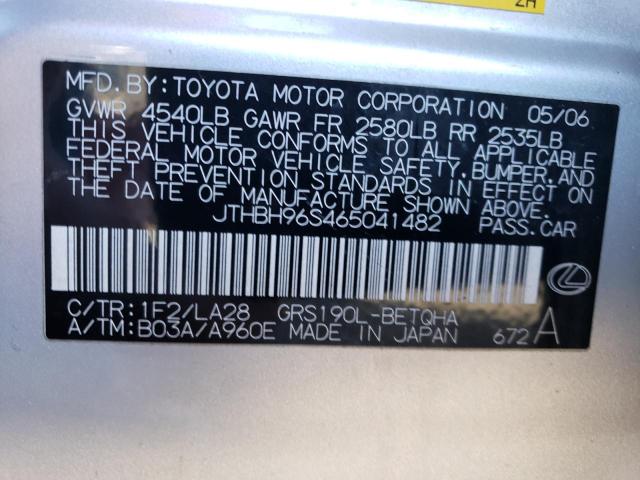 ZH
MFD. BY: TOYOTA MOTOR CORPORATION 05/06
GVWR 4540LB GAWR FR 2580LB RR 2535LB
THIS VEHICLE CONFORMS TO ALL APPLICABLE
FEDERAL MOTOR VEHICLE SAFETY, BUMPER, AND
THEFT PREVENTION STANDARDS IN EFFECT ON
THE DATE OF MANUFACTURE SHOWN ABOVE.
JTHBH96S465041482 PASS.CAR
C/TR: 1F2/LA28 GRS190L-BETQHA
A/TM: B03A/A960E MADE IN JAPAN 672 A